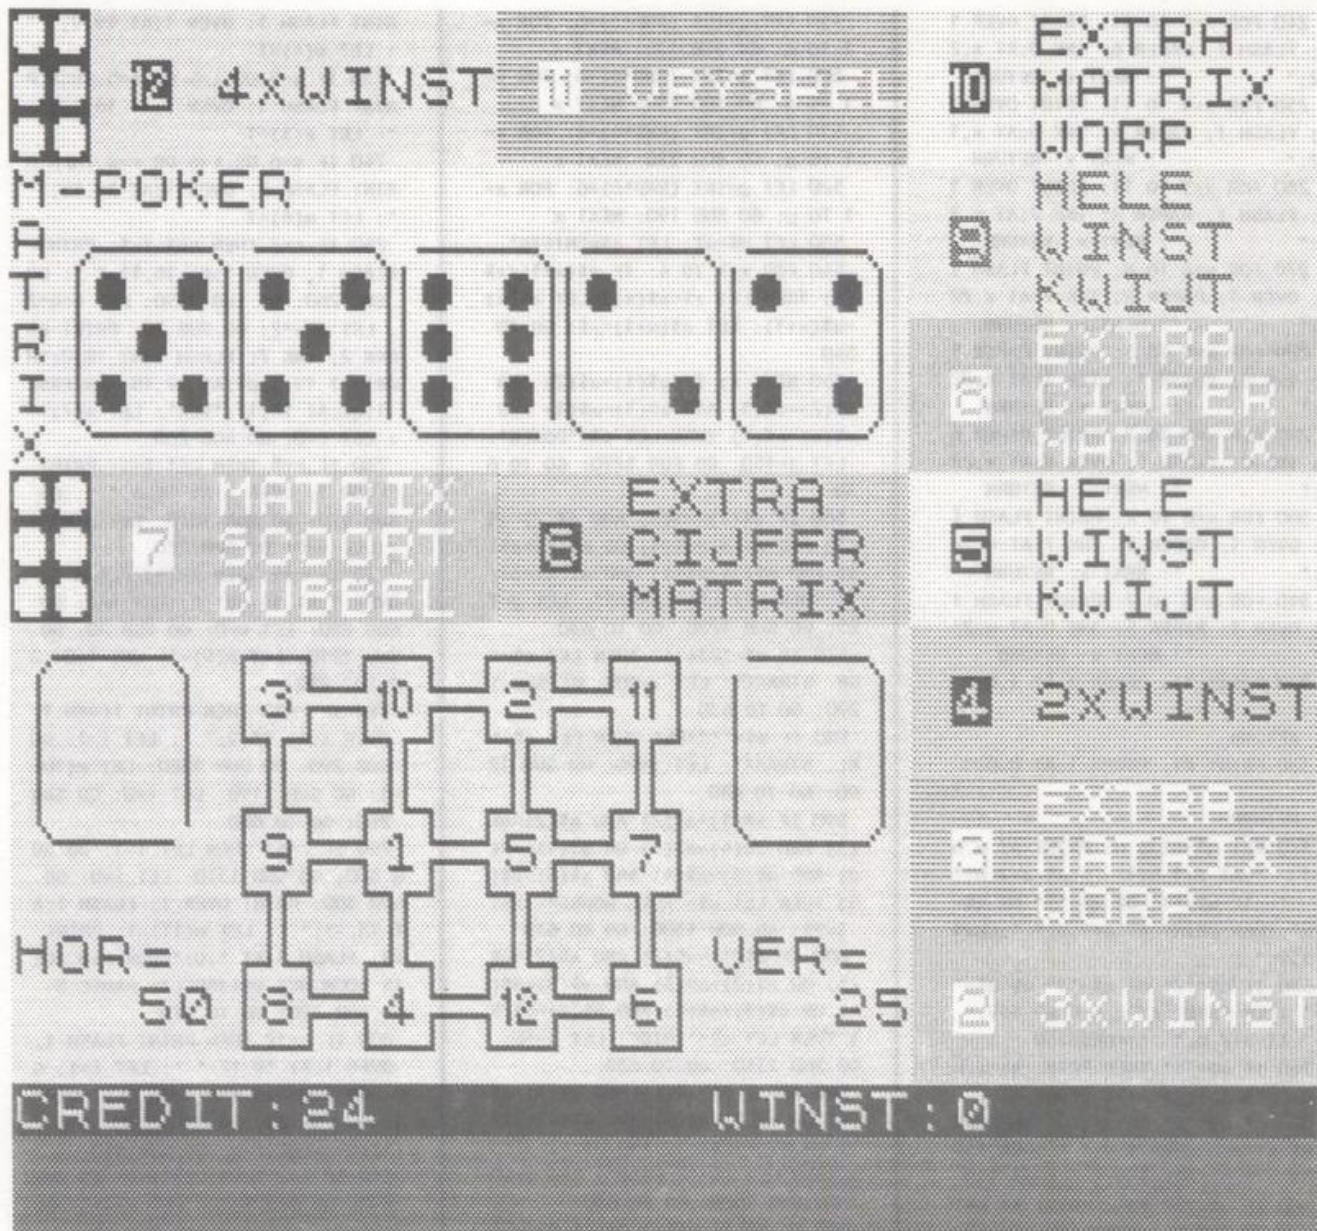 12 4xWINST
11 VRYSPEL
10 EXTRA
MATRIX
WORP
M-POKER
MATRIX
9 HELE
WINST
KWIJT
8 EXTRA
CIJFER
MATRIX
7 MATRIX
SCOORT
DUBBEL
6 EXTRA
CIJFER
MATRIX
5 HELE
WINST
KWIJT
4 2xWINST
3 EXTRA
MATRIX
WORP
2 3xWINST
3 10 2 11
9 1 5 7
8 4 12 6
HOR=
50
VER=
25
CREDIT:24 WINST:0